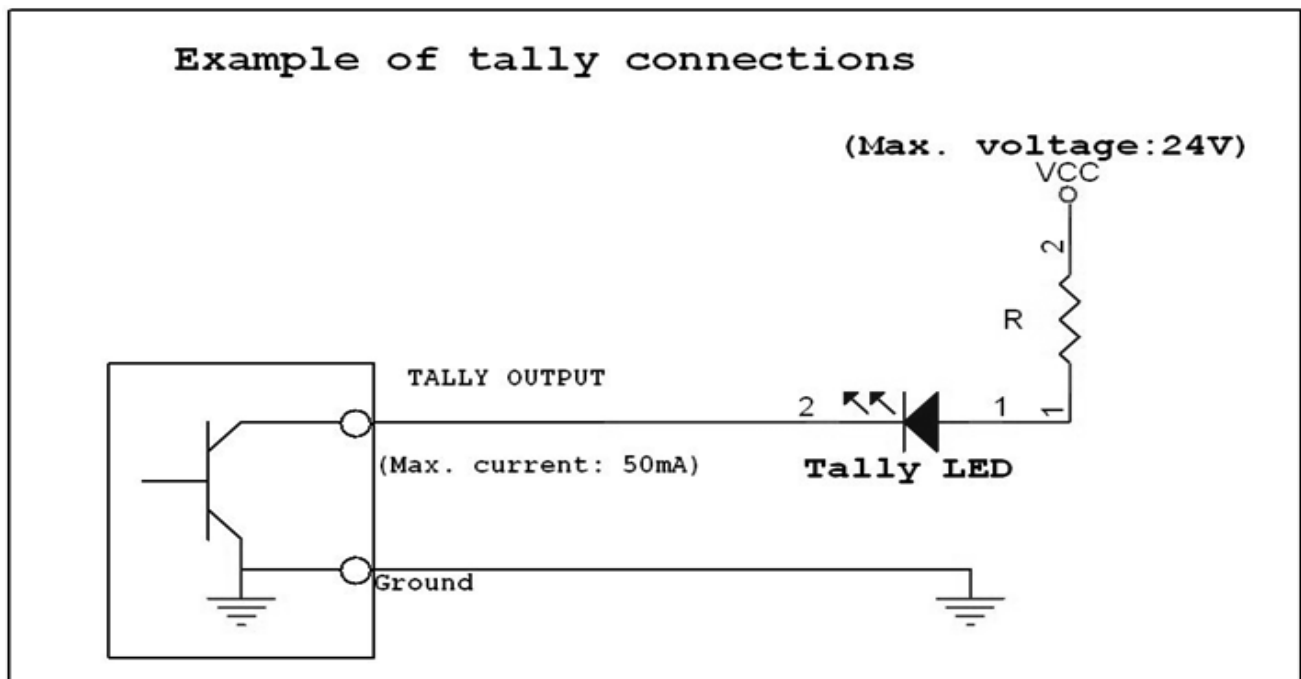 Example of tally connections
(Max. voltage:24V)
VCC
2
R
1
TALLY OUTPUT
2
1
(Max. current: 50mA)
Tally LED
Ground